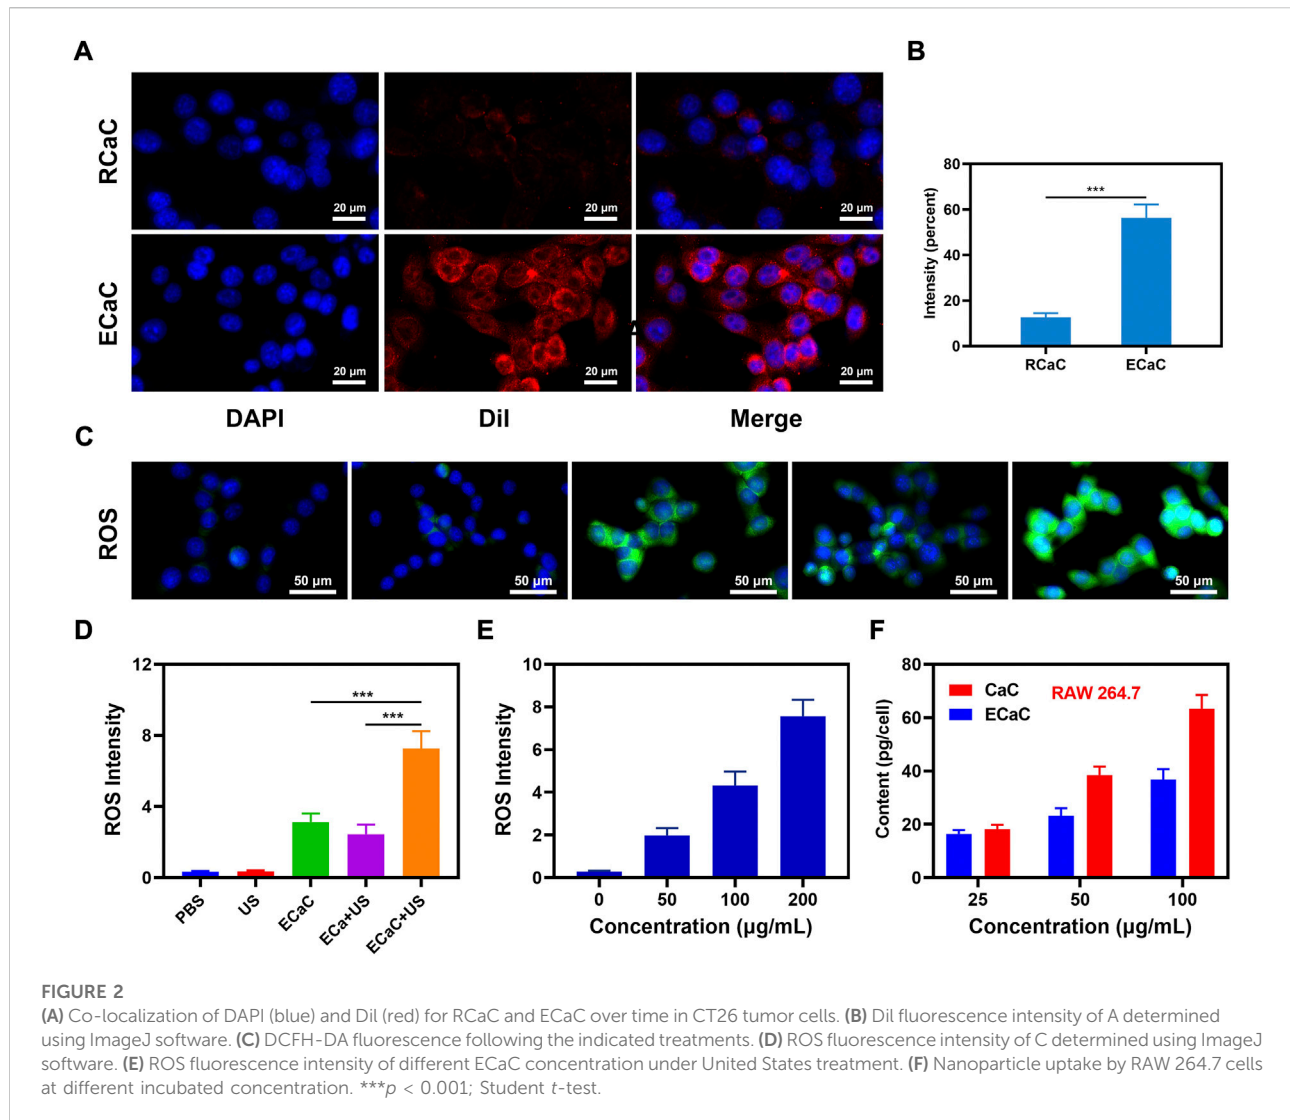 A
B
RCaC
20 µm
20 µm
20 µm
ECaC
20 µm
20 µm
20 µm
DAPI
Dil
Merge
80
60
40
20
0
Intensity (percent)
***
RCaC
ECaC
C
ROS
50 µm
50 µm
50 µm
50 µm
50 µm
D
12
8
4
0
ROS Intensity
***
***
PBS
US
ECaC
ECa+US
ECaC+US
E
10
8
6
4
2
0
ROS Intensity
0
50
100
200
Concentration (µg/mL)
F
80
60
40
20
0
Content (pg/cell)
CaC
ECaC
RAW 264.7
25
50
100
Concentration (µg/mL)
FIGURE 2
(A) Co-localization of DAPI (blue) and Dil (red) for RCaC and ECaC over time in CT26 tumor cells. (B) Dil fluorescence intensity of A determined
using ImageJ software. (C) DCFH-DA fluorescence following the indicated treatments. (D) ROS fluorescence intensity of C determined using ImageJ
software. (E) ROS fluorescence intensity of different ECaC concentration under United States treatment. (F) Nanoparticle uptake by RAW 264.7 cells
at different incubated concentration. ***p < 0.001; Student t-test.